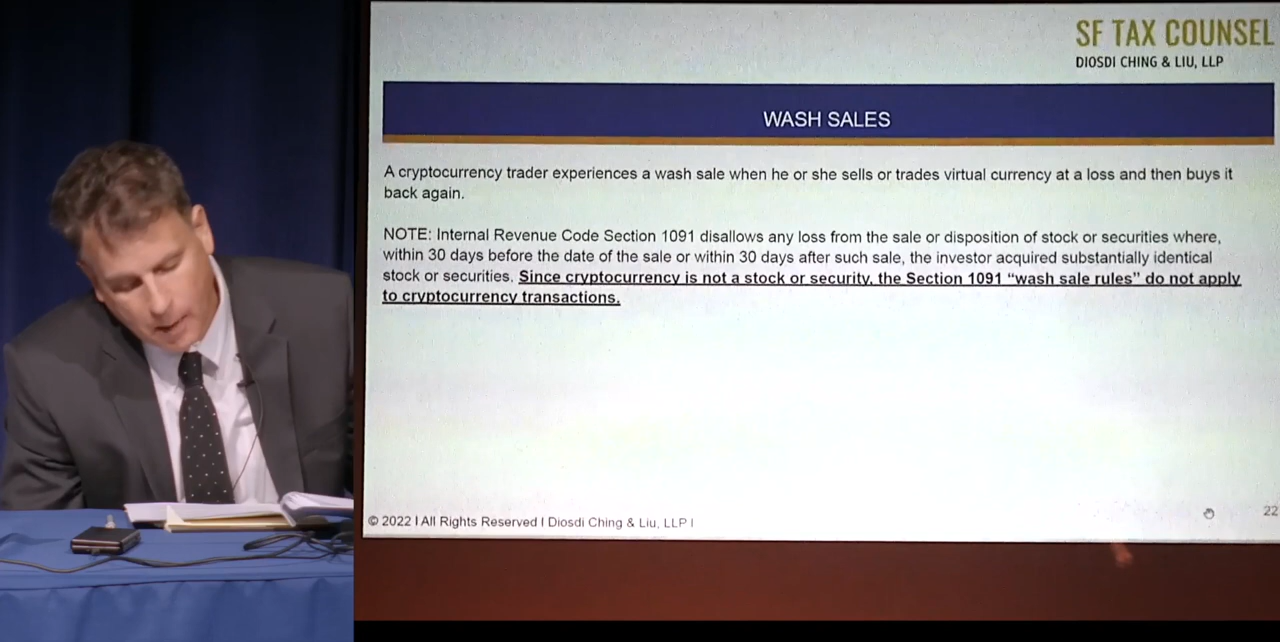 SF TAX COUNSEL
DIOSDI CHING & LIU, LLP
WASH SALES
A cryptocurrency trader experiences a wash sale when he or she sells or trades virtual currency at a loss and then buys it
back again.
NOTE: Internal Revenue Code Section 1091 disallows any loss from the sale or disposition of stock or securities where,
within 30 days before the date of the sale or within 30 days after such sale, the investor acquired substantially identical
stock or securities. Since cryptocurrency is not a stock or security, the Section 1091 “wash sale rules” do not apply
to cryptocurrency transactions.
© 2022 I All Rights Reserved I Diosdi Ching & Liu, LLP I
22